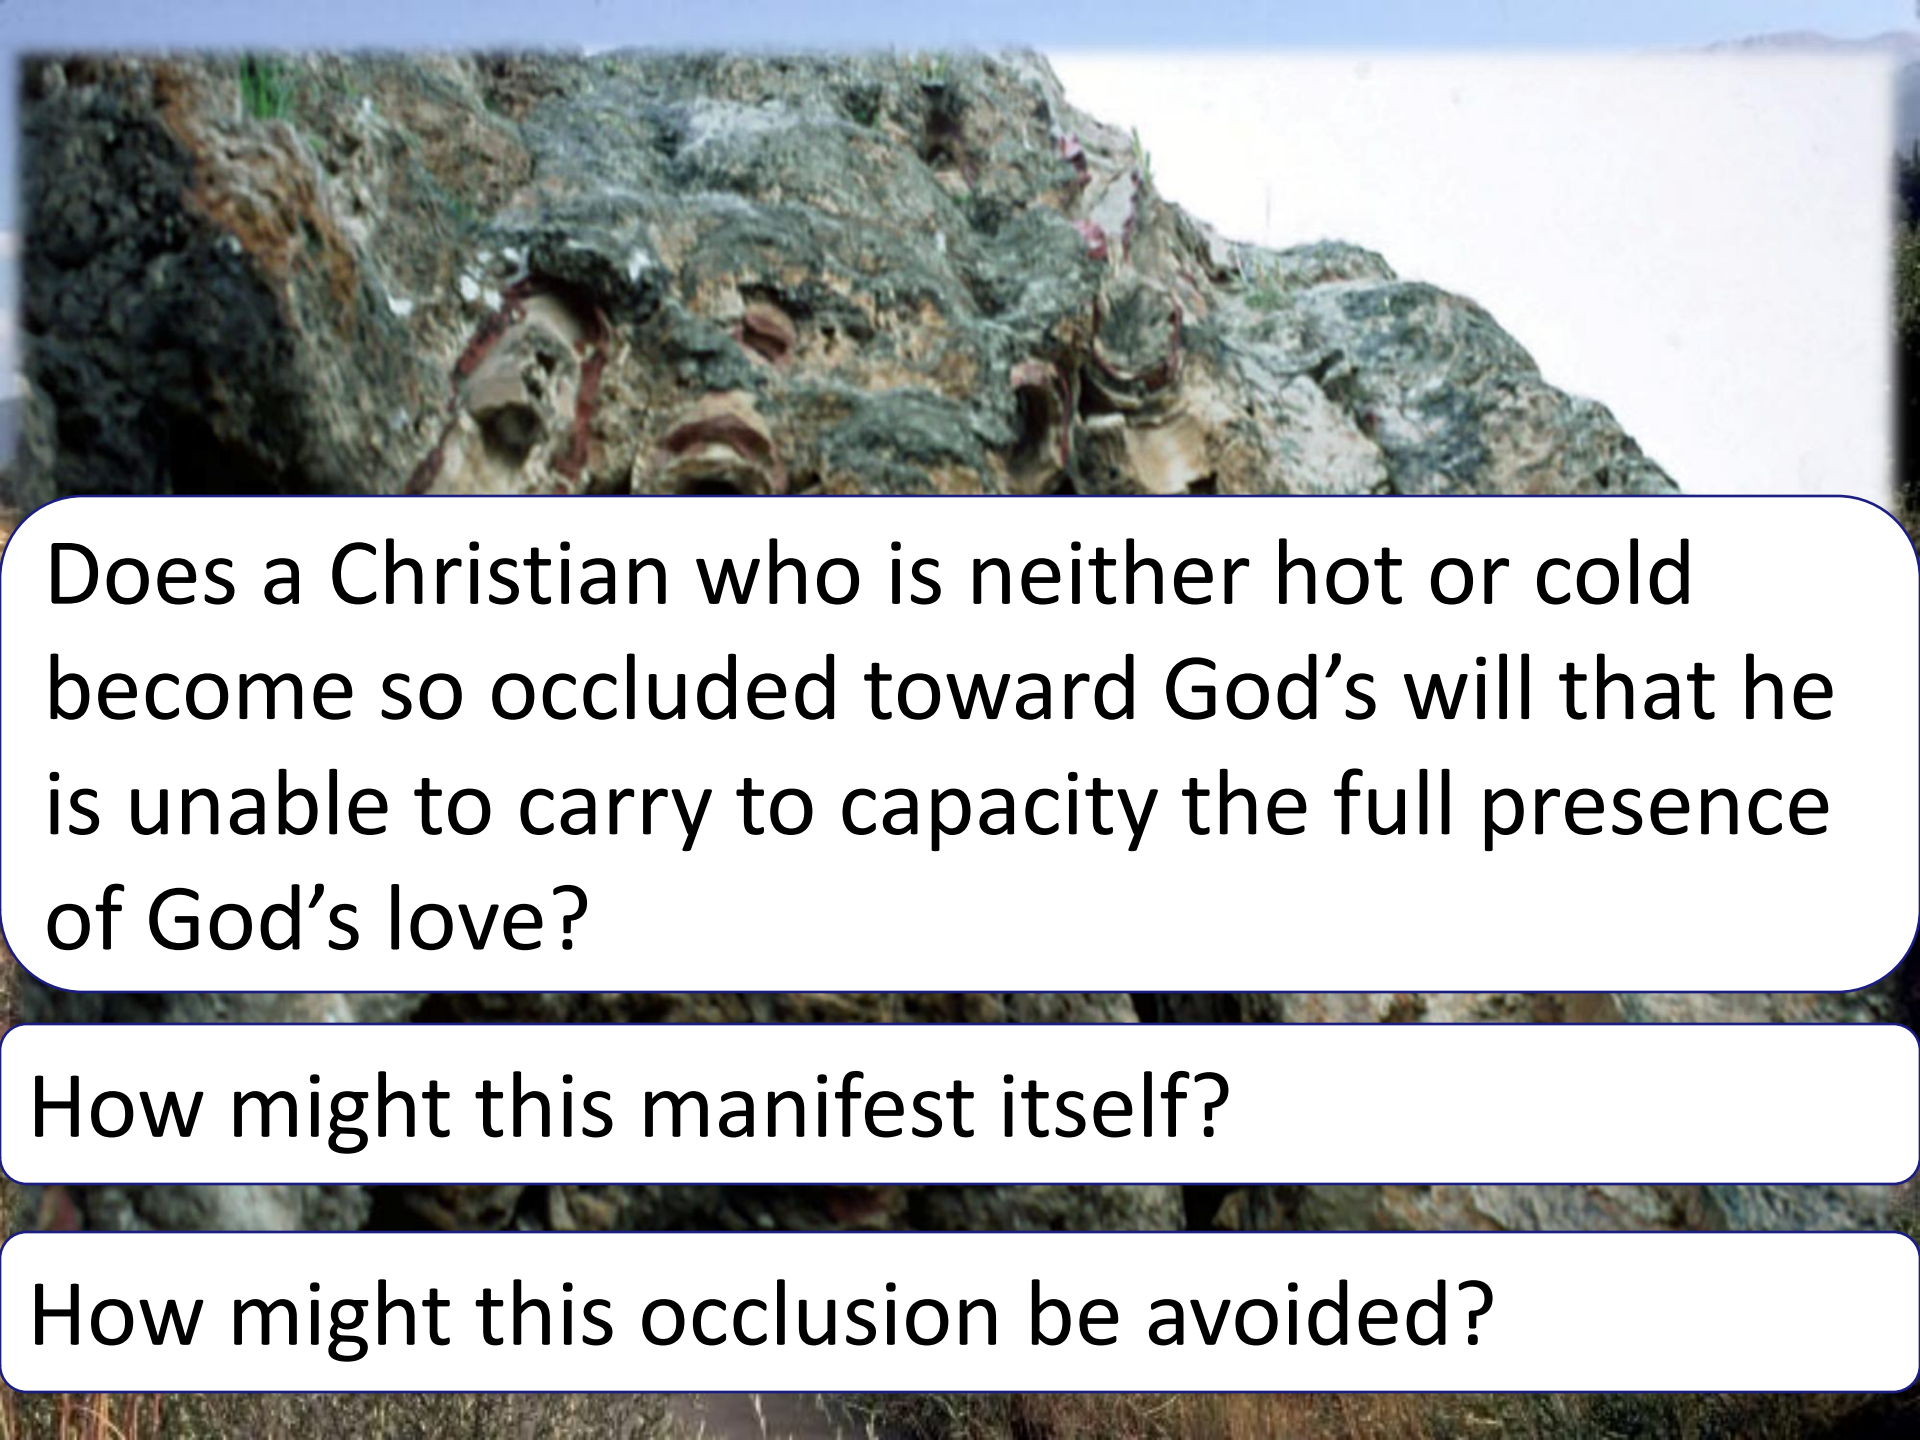 Does a Christian who is neither hot or cold
become so occluded toward God’s will that he
is unable to carry to capacity the full presence
of God’s love?
How might this manifest itself?
How might this occlusion be avoided?